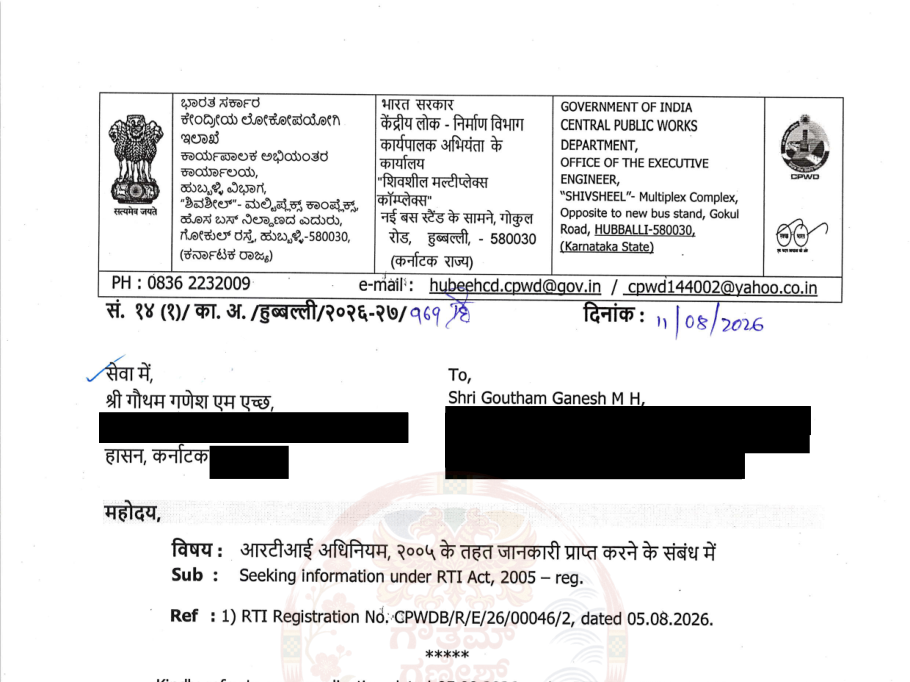 ಭಾರತ ಸರ್ಕಾರ
ಕೇಂದ್ರೀಯ ಲೋಕೋಪಯೋಗಿ
ಇಲಾಖೆ
ಕಾರ್ಯಪಾಲಕ ಅಭಿಯಂತರ
ಕಾರ್ಯಾಲಯ,
ಹುಬ್ಬಳ್ಳಿ ವಿಭಾಗ,
"ಶಿವಶೀಲ್"- ಮಲ್ಟಿಪ್ಲೆಕ್ಸ್ ಕಾಂಪ್ಲೆಕ್ಸ್,
ಹೊಸ ಬಸ್ ನಿಲ್ದಾಣದ ಎದುರು,
ಗೋಕುಲ್ ರಸ್ತೆ, ಹುಬ್ಬಳ್ಳಿ-580030,
(ಕರ್ನಾಟಕ ರಾಜ್ಯ)
भारत सरकार
केंद्रीय लोक - निर्माण विभाग
कार्यपालक अभियंता के
कार्यालय
"शिवशील मल्टीप्लेक्स
कॉम्प्लेक्स"
नई बस स्टैंड के सामने, गोकुल
रोड, हुबल्ली, - 580030
(कर्नाटक राज्य)
GOVERNMENT OF INDIA
CENTRAL PUBLIC WORKS
DEPARTMENT,
OFFICE OF THE EXECUTIVE
ENGINEER,
“SHIVSHEEL”- Multiplex Complex,
Opposite to new bus stand, Gokul
Road, HUBBALLI-580030,
(Karnataka State)
सत्यमेव जयते
CPWD
PH : 0836 2232009 e-mail : hubeehcd.cpwd@gov.in / cpwd144002@yahoo.co.in
सं. १४ (१)/ का. अ. /हुब्बल्ली/२०२६-२७/ 969 दिनांक : 11/08/2026
सेवा में,
श्री गौथम गणेश एम एच्छ,
हासन, कर्नाटक
To,
Shri Goutham Ganesh M H,
महोदय,
विषय : आरटीआई अधिनियम, २००५ के तहत जानकारी प्राप्त करने के संबंध में
Sub : Seeking information under RTI Act, 2005 – reg.
Ref : 1) RTI Registration No. CPWDB/R/E/26/00046/2, dated 05.08.2026.
ಗೌತಮ್
ಗಣೇಶ್
*****